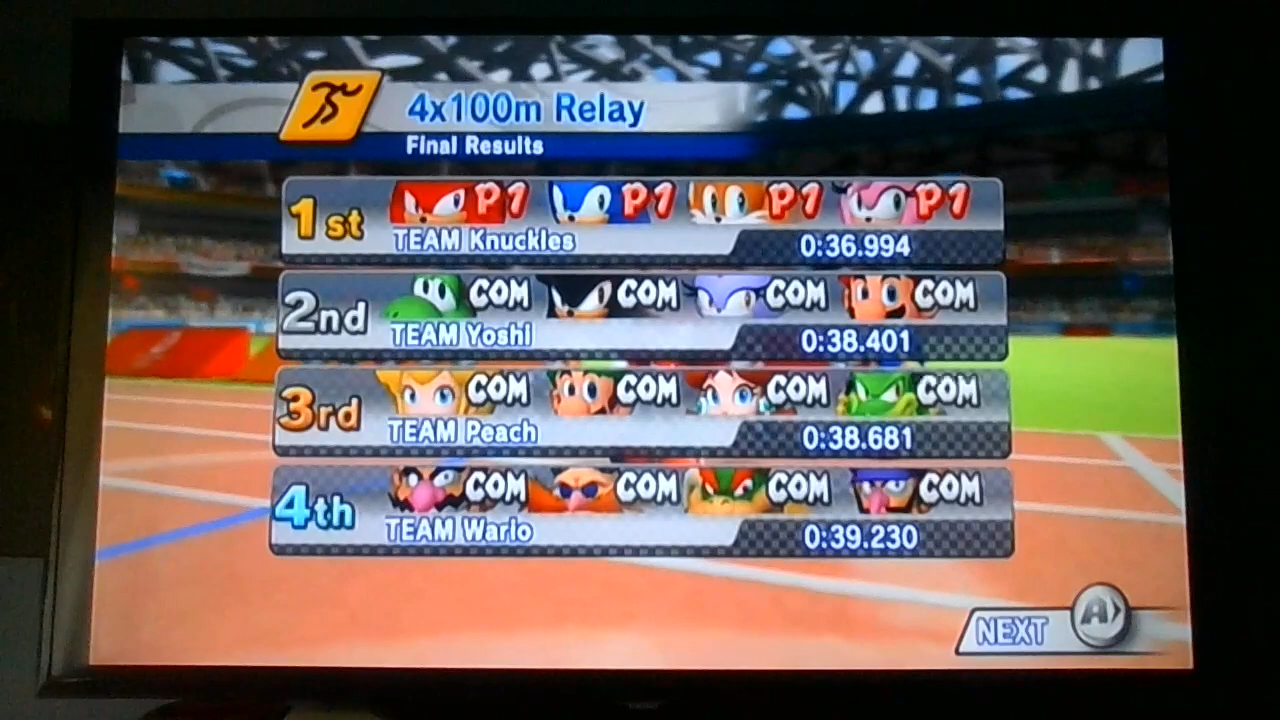 4x100m Relay
Final Results
1st P1 P1 P1 P1
TEAM Knuckles 0:36.994
2nd COM COM COM COM
TEAM Yoshi 0:38.401
3rd COM COM COM COM
TEAM Peach 0:38.681
4th COM COM COM COM
TEAM Wario 0:39.230
NEXT A